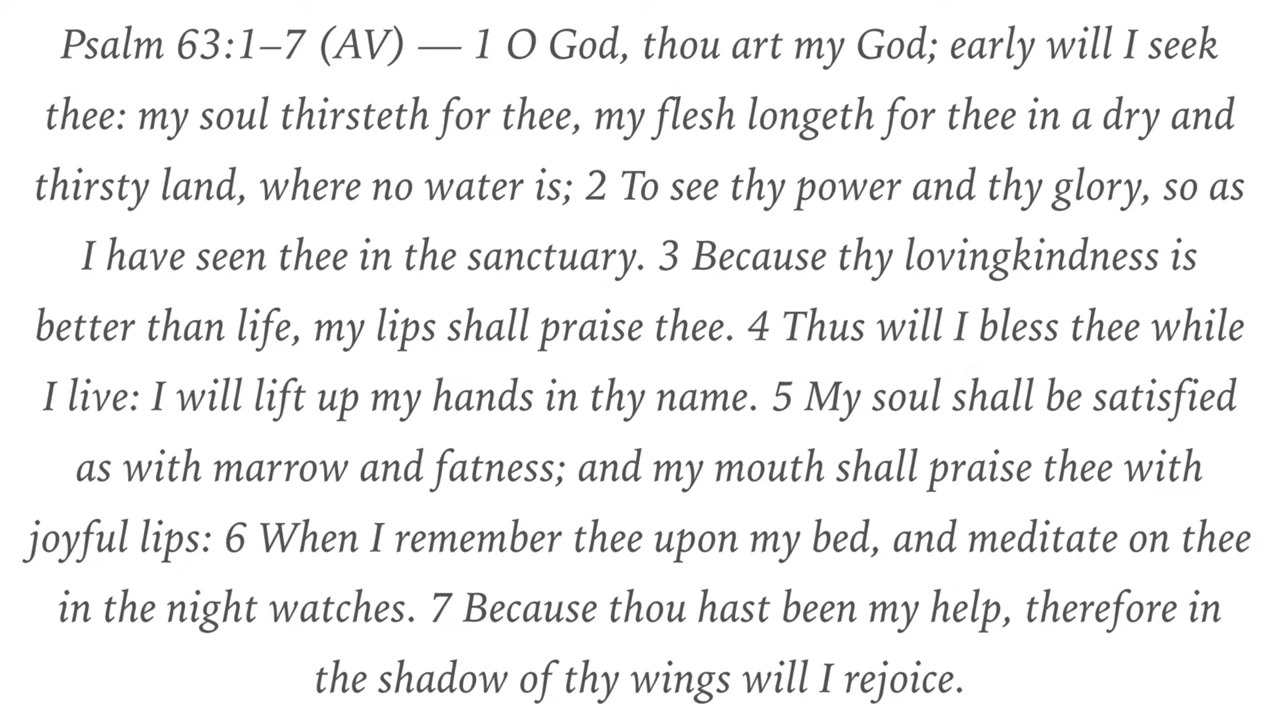 Psalm 63:1–7 (AV) — 1 O God, thou art my God; early will I seek
thee: my soul thirsteth for thee, my flesh longeth for thee in a dry and
thirsty land, where no water is; 2 To see thy power and thy glory, so as
I have seen thee in the sanctuary. 3 Because thy lovingkindness is
better than life, my lips shall praise thee. 4 Thus will I bless thee while
I live: I will lift up my hands in thy name. 5 My soul shall be satisfied
as with marrow and fatness; and my mouth shall praise thee with
joyful lips: 6 When I remember thee upon my bed, and meditate on thee
in the night watches. 7 Because thou hast been my help, therefore in
the shadow of thy wings will I rejoice.